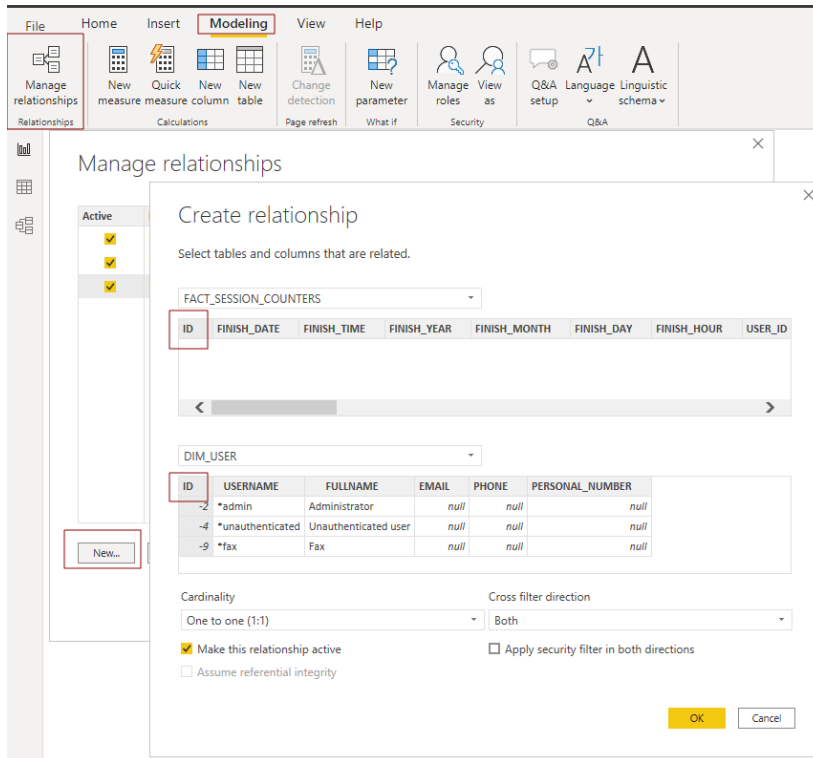 File Home Insert Modeling View Help
Manage relationships
New measure
Quick measure
New column
New table
Change detection
New parameter
Manage roles
View as
Q&A setup
Language
Linguistic schema
Relationships Calculations Page refresh What if Security Q&A
Manage relationships
Active
Create relationship
Select tables and columns that are related.
FACT_SESSION_COUNTERS
ID FINISH_DATE FINISH_TIME FINISH_YEAR FINISH_MONTH FINISH_DAY FINISH_HOUR USER_ID
DIM_USER
ID USERNAME FULLNAME EMAIL PHONE PERSONAL_NUMBER
-2 *admin Administrator null null null
-4 *unauthenticated Unauthenticated user null null null
-9 *fax Fax null null null
New...
Cardinality Cross filter direction
One to one (1:1) Both
Make this relationship active Apply security filter in both directions
Assume referential integrity
OK Cancel